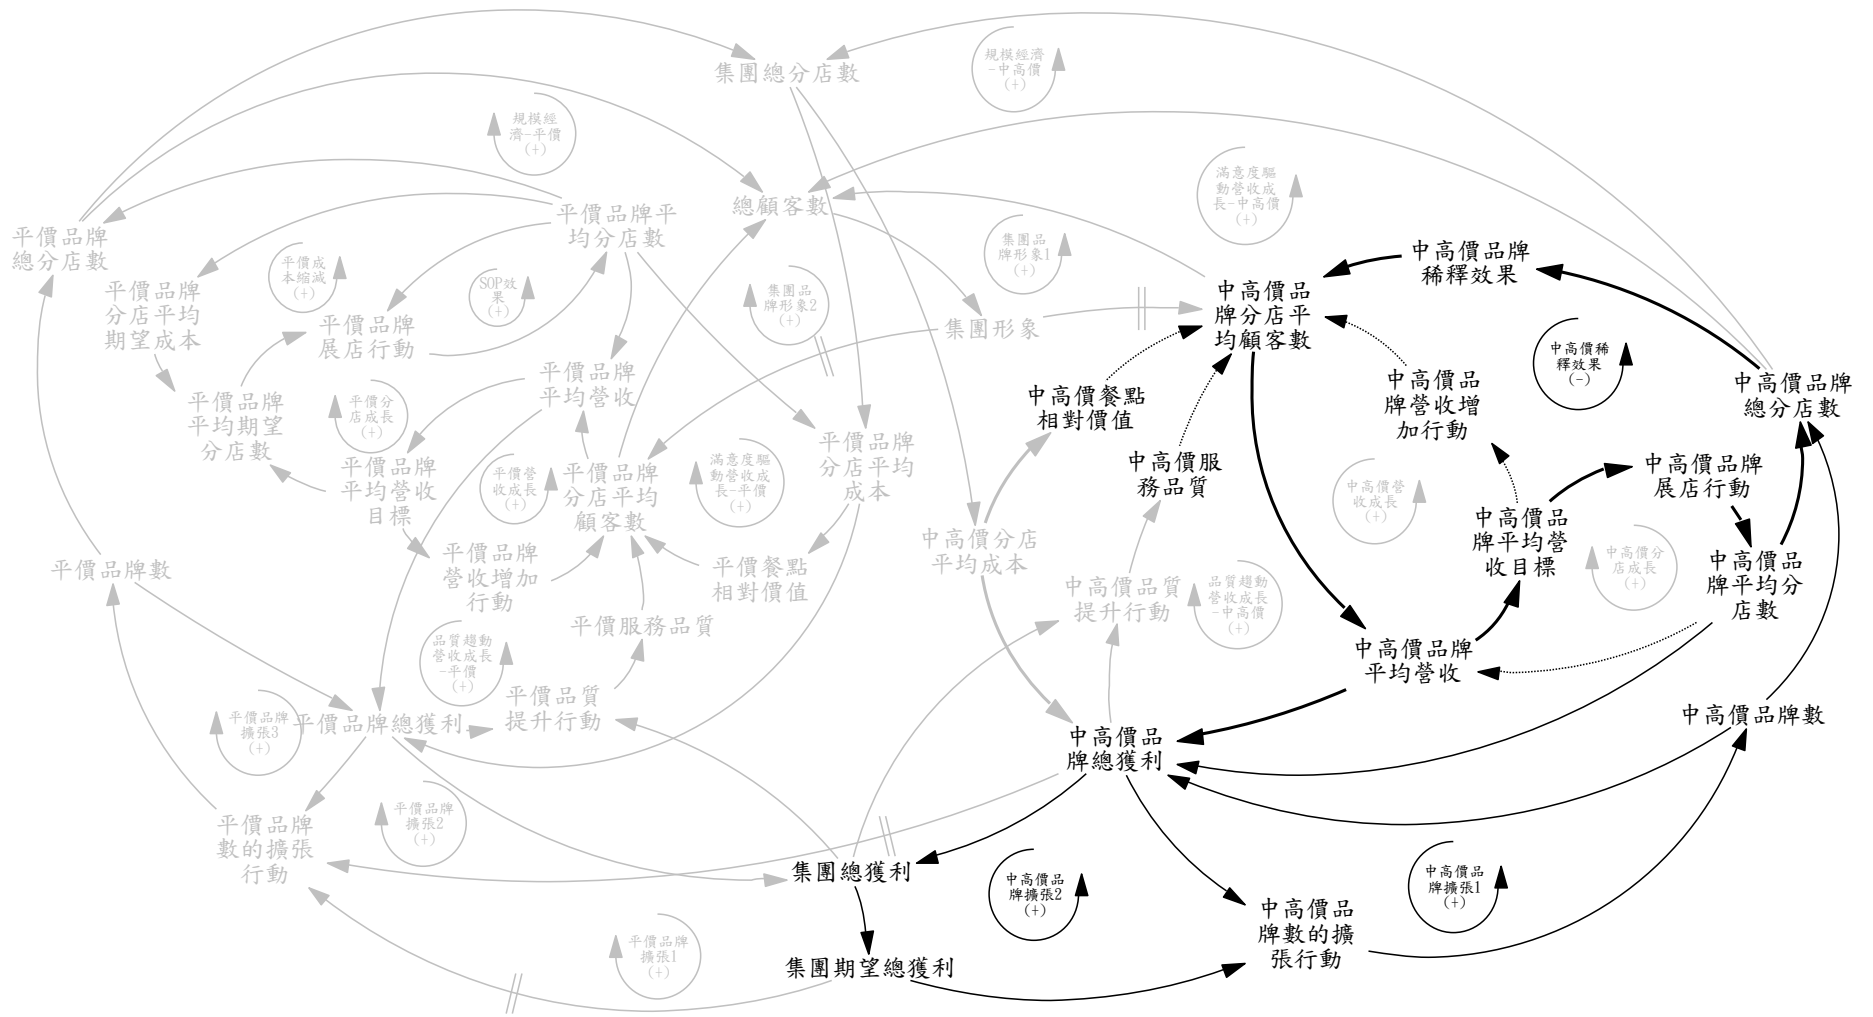 集團總分店數
規模經濟
-中高價
(+)
規模經
濟-平價
(+)
滿意度驅
動營收成
長-中高價
(+)
總顧客數
平價品牌平
均分店數
平價品牌
總分店數
集團品
牌形象1
(+)
中高價品牌
稀釋效果
平價成
本縮減
(+)
SOP效
果
(+)
集團品
牌形象2
(+)
平價品牌
分店平均
期望成本
平價品牌
展店行動
集團形象
中高價品
牌分店平
均顧客數
中高價稀
釋效果
(-)
平價品牌
平均營收
中高價餐點
相對價值
中高價品
牌營收增
加行動
中高價品牌
總分店數
平價品牌
平均期望
分店數
平價分
店成長
(+)
平價品牌
分店平均
成本
平價品牌
平均營收
目標
平價營
收成長
(+)
平價品牌
分店平均
顧客數
滿意度驅
動營收成
長-平價
(+)
中高價服
務品質
中高價營
收成長
(+)
中高價品牌
展店行動
中高價分店
平均成本
中高價品
牌平均營
收目標
中高價分
店成長
(+)
中高價品
牌平均分
店數
平價品牌數
平價品牌
營收增加
行動
平價餐點
相對價值
中高價品質
提升行動
品質趨動
營收成長
-中高價
(+)
平價服務品質
品質趨動
營收成長
-平價
(+)
中高價品牌
平均營收
平價品牌
擴張3
(+)
平價品牌總獲利
平價品質
提升行動
中高價品
牌總獲利
中高價品牌數
平價品牌
數的擴張
行動
平價品牌
擴張2
(+)
集團總獲利
中高價品
牌擴張2
(+)
中高價品
牌擴張1
(+)
中高價品
牌數的擴
張行動
平價品牌
擴張1
(+)
集團期望總獲利